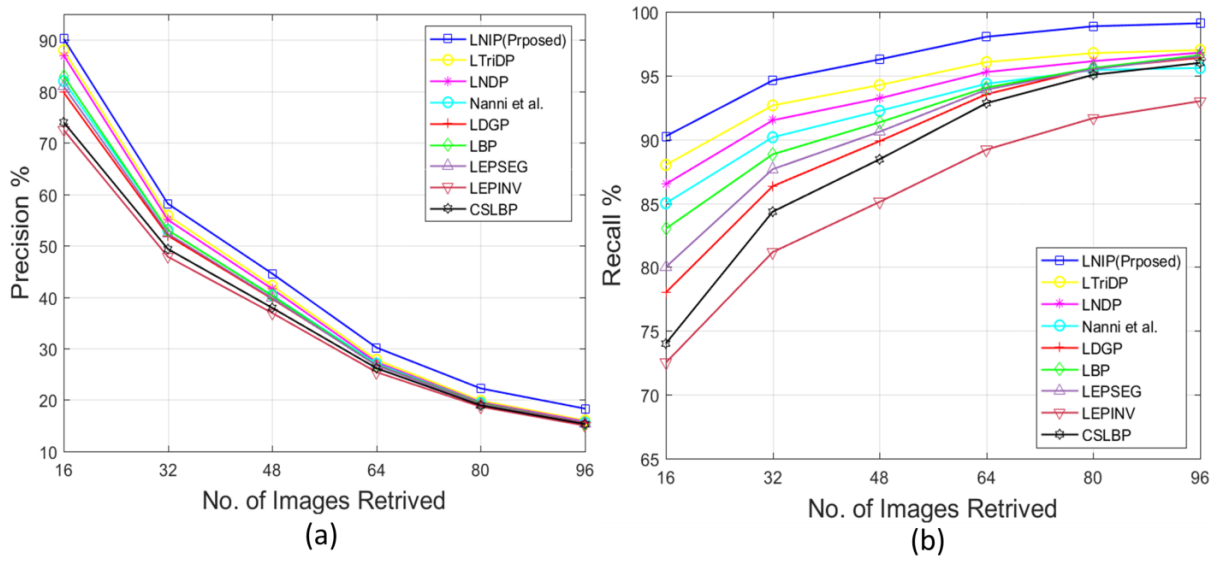 90
80
70
60
50
40
30
20
10
Precision %
16 32 48 64 80 96
No. of Images Retrived
(a)
LNIP(Prposed)
LTriDP
LNDP
Nanni et al.
LDGP
LBP
LEPSEG
LEPINV
CSLBP
100
95
90
85
80
75
70
65
Recall %
16 32 48 64 80 96
No. of Images Retrived
(b)
LNIP(Prposed)
LTriDP
LNDP
Nanni et al.
LDGP
LBP
LEPSEG
LEPINV
CSLBP